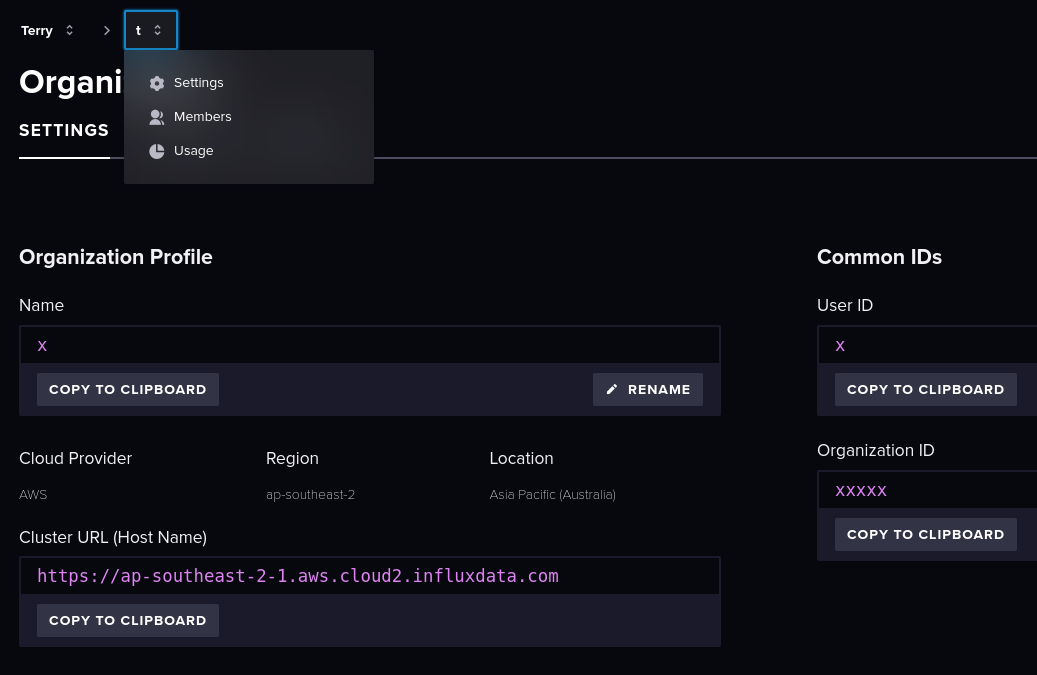 Terry
t
Organi
Settings
SETTINGS
Members
Usage
Organization Profile
Name
x
COPY TO CLIPBOARD
RENAME
Cloud Provider
Region
Location
AWS
ap-southeast-2
Asia Pacific (Australia)
Cluster URL (Host Name)
https://ap-southeast-2-1.aws.cloud2.influxdata.com
COPY TO CLIPBOARD
Common IDs
User ID
x
COPY TO CLIPBOARD
Organization ID
xxxxx
COPY TO CLIPBOARD